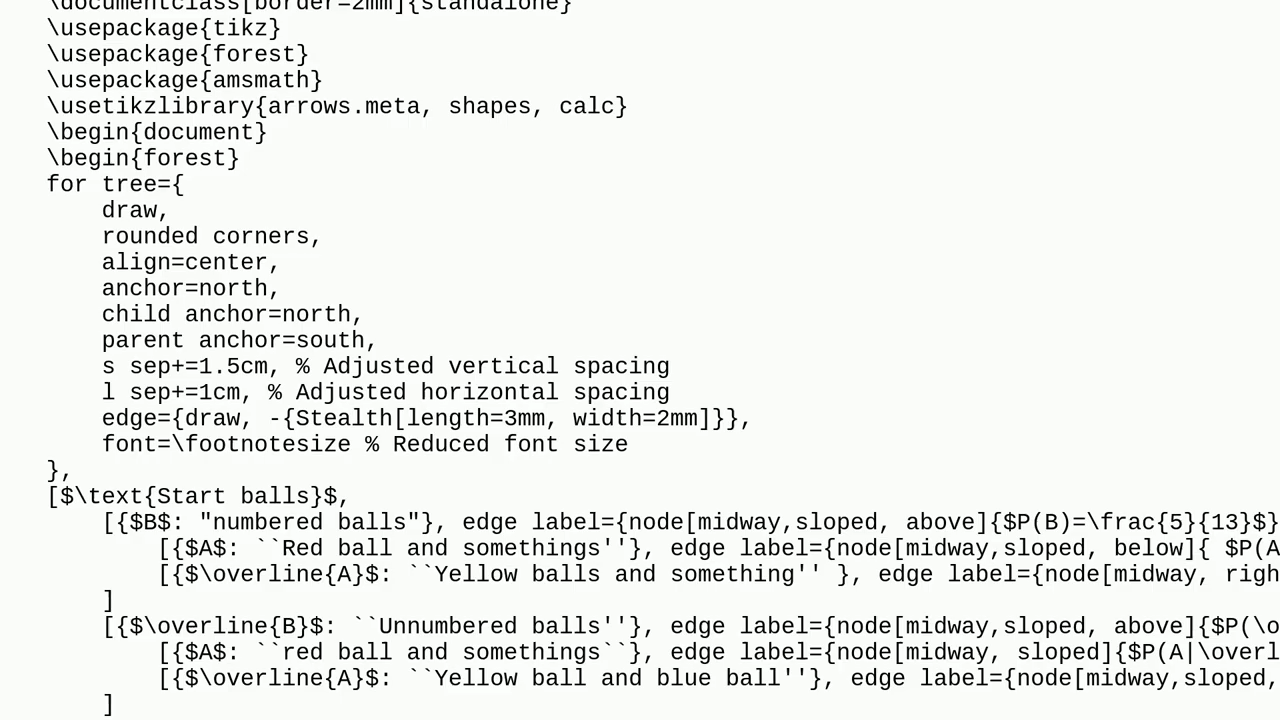 \documentclass[border=2mm]{standalone}
\usepackage{tikz}
\usepackage{forest}
\usepackage{amsmath}
\usetikzlibrary{arrows.meta, shapes, calc}
\begin{document}
\begin{forest}
for tree={
    draw,
    rounded corners,
    align=center,
    anchor=north,
    child anchor=north,
    parent anchor=south,
    s sep+=1.5cm, % Adjusted vertical spacing
    l sep+=1cm, % Adjusted horizontal spacing
    edge={draw, -{Stealth[length=3mm, width=2mm]}},
    font=\footnotesize % Reduced font size
},
[$\text{Start balls}$,
    [{$B$: "numbered balls"}, edge label={node[midway,sloped, above]{$P(B)=\frac{5}{13}$}
        [{$A$: ``Red ball and somethings''}, edge label={node[midway,sloped, below]{ $P(A
        [{$\overline{A}$: ``Yellow balls and something'' }, edge label={node[midway, righ
    ]
    [{$\overline{B}$: ``Unnumbered balls''}, edge label={node[midway,sloped, above]{$P(\o
        [{$A$: ``red ball and somethings``}, edge label={node[midway, sloped]{$P(A|\overl
        [{$\overline{A}$: ``Yellow ball and blue ball''}, edge label={node[midway,sloped,
    ]